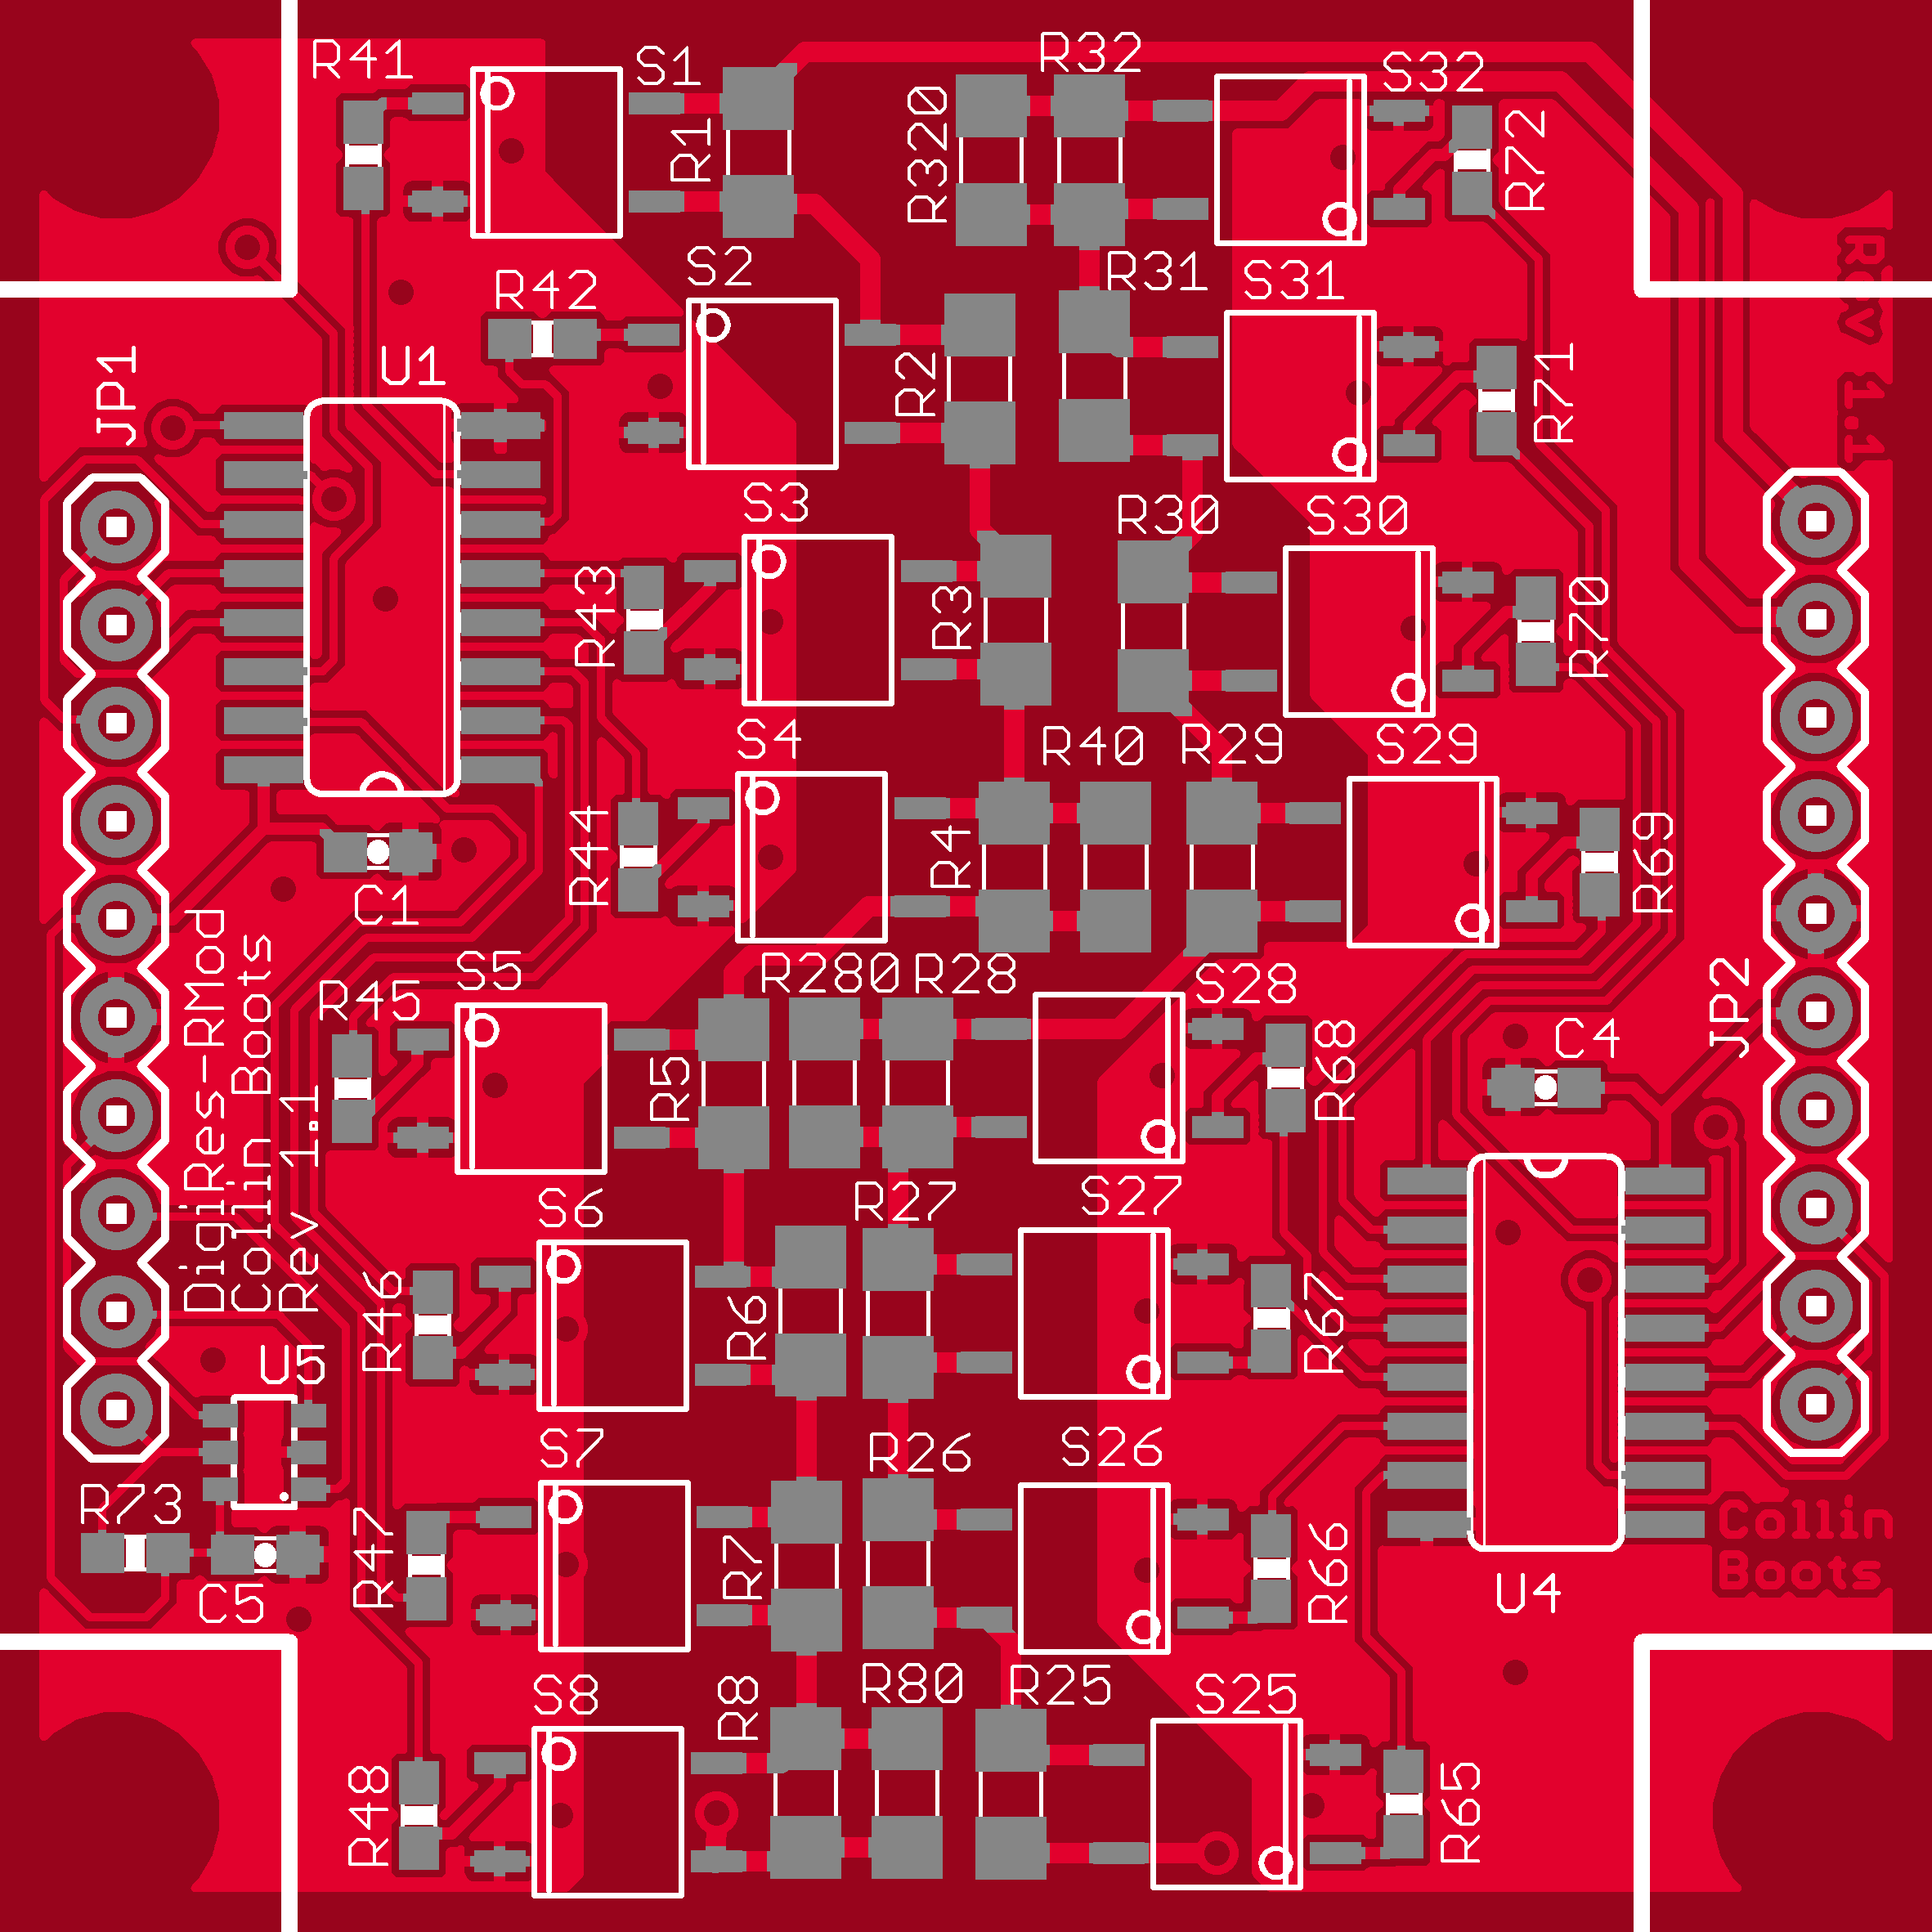 R41
S1
R32
S32
R1
R320
R72
S2
R42
R31
S31
Rev 1.1
JP1
U1
R2
R71
S3
R30
S30
R43
R3
R70
S4
R40
R29
S29
R44
R4
R69
C1
DigiRes-RMod
Collin Boots
Rev 1.1
S5
R280
R28
S28
R45
JP2
C4
R5
R68
S6
R27
S27
R46
R6
R67
U5
S7
R26
S26
R73
R47
R7
R66
Collin
Boots
C5
U4
S8
R8
R80
R25
S25
R48
R65